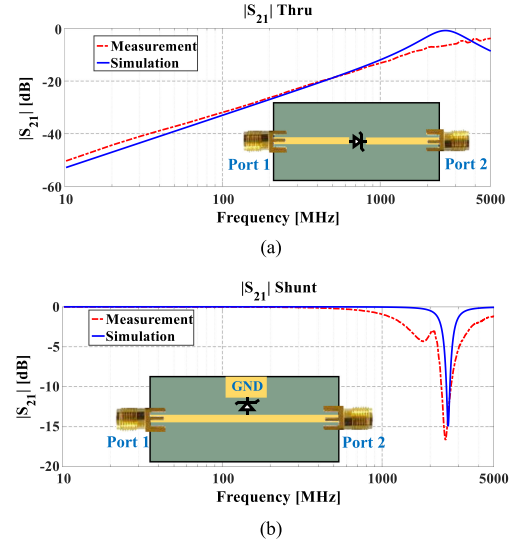 |S21| Thru
|S21| [dB]
0
-20
-40
-60
Measurement
Simulation
Port 1
Port 2
10
100
1000
5000
Frequency [MHz]
(a)
|S21| Shunt
|S21| [dB]
0
-5
-10
-15
-20
Measurement
Simulation
GND
Port 1
Port 2
10
100
1000
5000
Frequency [MHz]
(b)